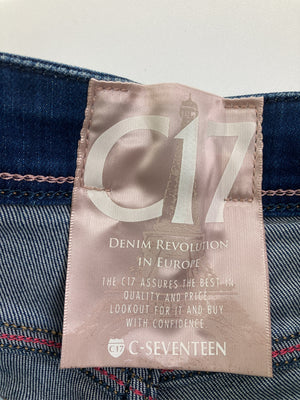 C17
DENIM REVOLUTION
IN EUROPE
THE C17 ASSURES THE BEST IN
QUALITY AND PRICE
LOOKOUT FOR IT AND BUY
WITH CONFIDENCE
C17 C-SEVENTEEN